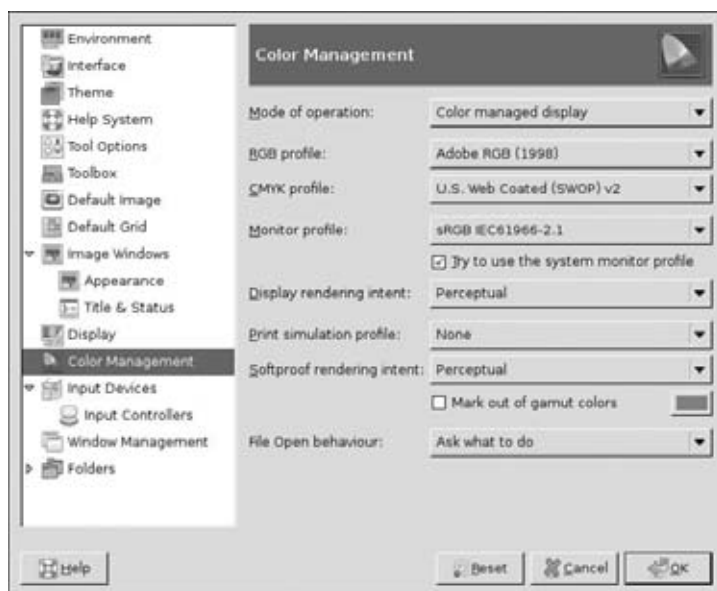 Environment
Interface
Theme
Help System
Tool Options
Toolbox
Default Image
Default Grid
Image Windows
Appearance
Title & Status
Display
Color Management
Input Devices
Input Controllers
Window Management
Folders
Color Management
Mode of operation: Color managed display
RGB profile: Adobe RGB (1998)
CMYK profile: U.S. Web Coated (SWOP) v2
Monitor profile: sRGB IEC61966-2.1
Try to use the system monitor profile
Display rendering intent: Perceptual
Print simulation profile: None
Softproof rendering intent: Perceptual
Mark out of gamut colors
File Open behaviour: Ask what to do
Help
Reset
Cancel
OK